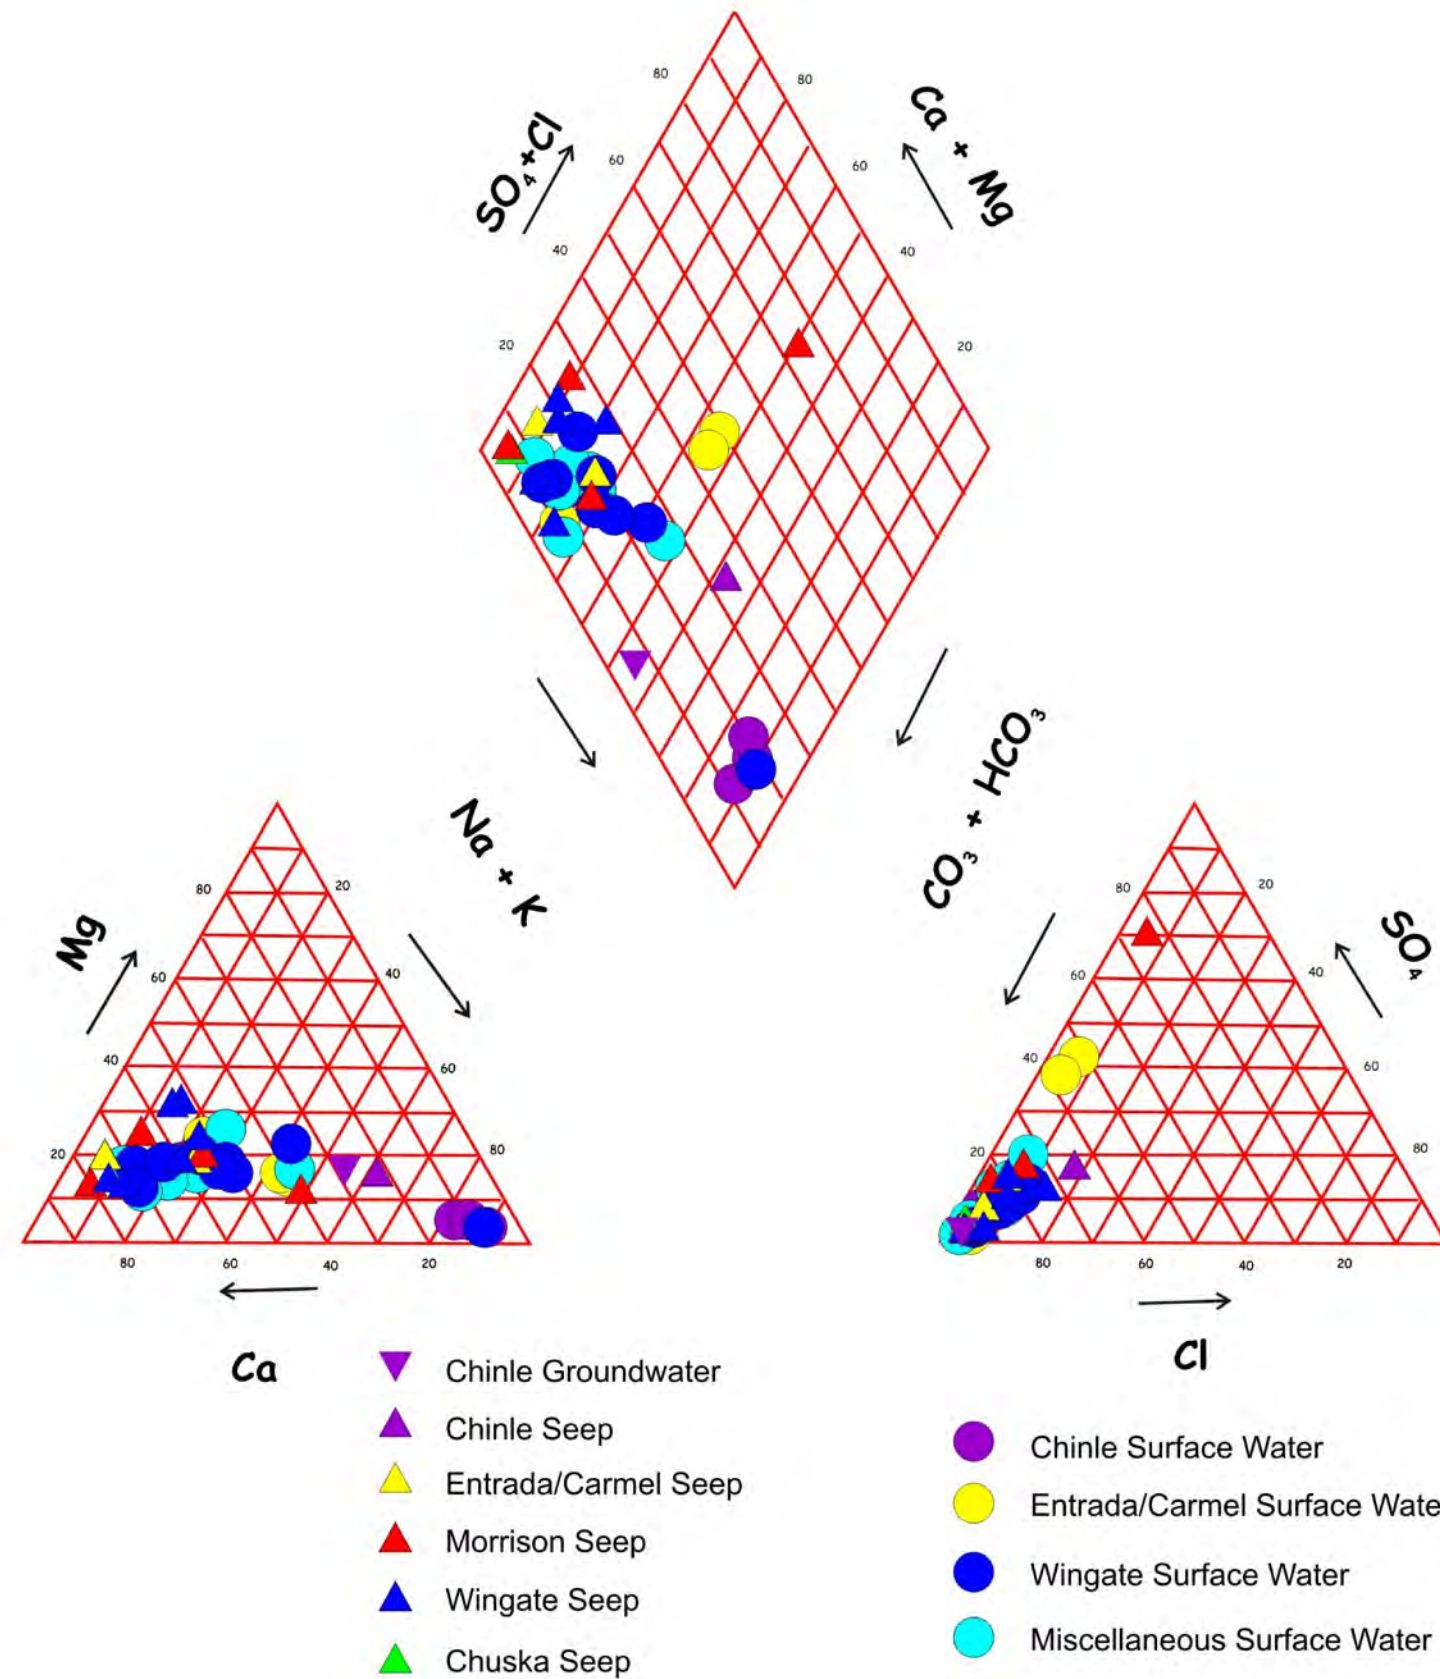 80 80
SO₄+Cl
Ca + Mg
60 60
40 40
20 20
Na + K
CO₃ + HCO₃
80 20
Mg
60 40
40 60
20 80
80 60 40 20
Ca
80 20
SO₄
60 40
40 60
20 80
80 60 40 20
Cl
Chinle Groundwater
Chinle Seep
Entrada/Carmel Seep
Morrison Seep
Wingate Seep
Chuska Seep
Chinle Surface Water
Entrada/Carmel Surface Wate
Wingate Surface Water
Miscellaneous Surface Water